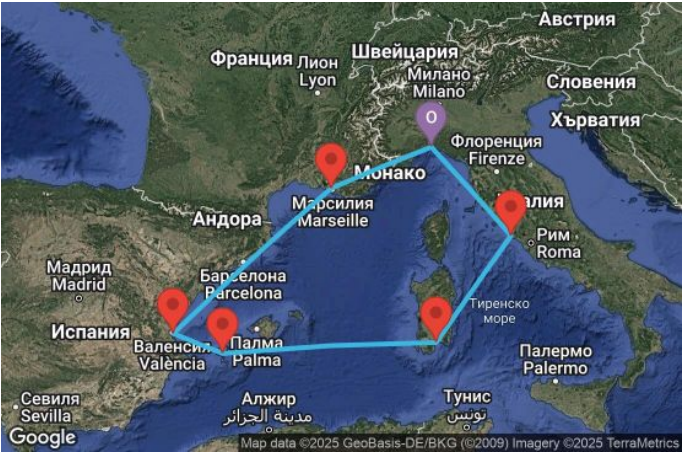 Австрия
Франция
Лион
Lyon
Швейцария
Милано
Milano
Словения
Хърватия
O
Флоренция
Firenze
Монако
Марсилия
Marseille
алия
Андора
Рим
Roma
Мадрид
Madrid
Барселона
Barcelona
Тиренско
море
Испания
Валенсия
València
Палма
Palma
Палермо
Palermo
Севиля
Sevilla
Алжир
مدينة الجزائر
Тунис
تونس
Google
Map data ©2025 GeoBasis-DE/BKG (©2009) Imagery ©2025 TerraMetrics